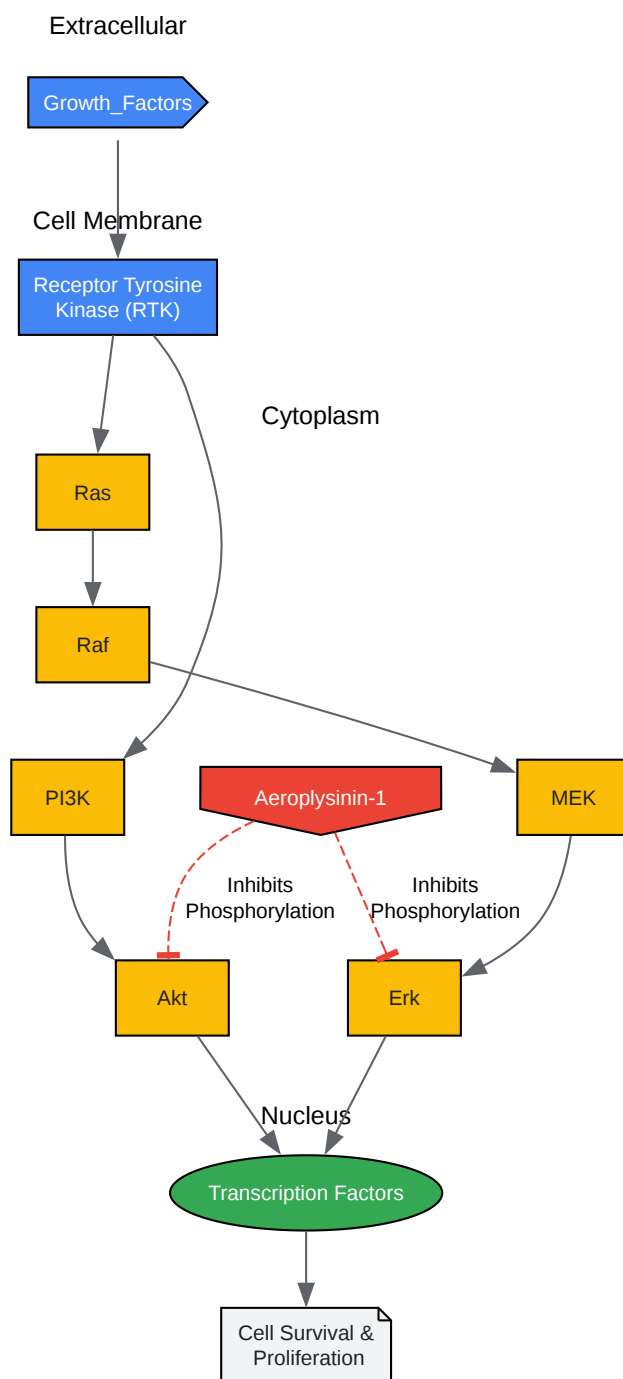 Extracellular
Growth_Factors
Cell Membrane
Receptor Tyrosine
Kinase (RTK)
Cytoplasm
Ras
Raf
PI3K
Aeroplysinin-1
MEK
Inhibits
Phosphorylation
Inhibits
Phosphorylation
Akt
Erk
Nucleus
Transcription Factors
Cell Survival &
Proliferation